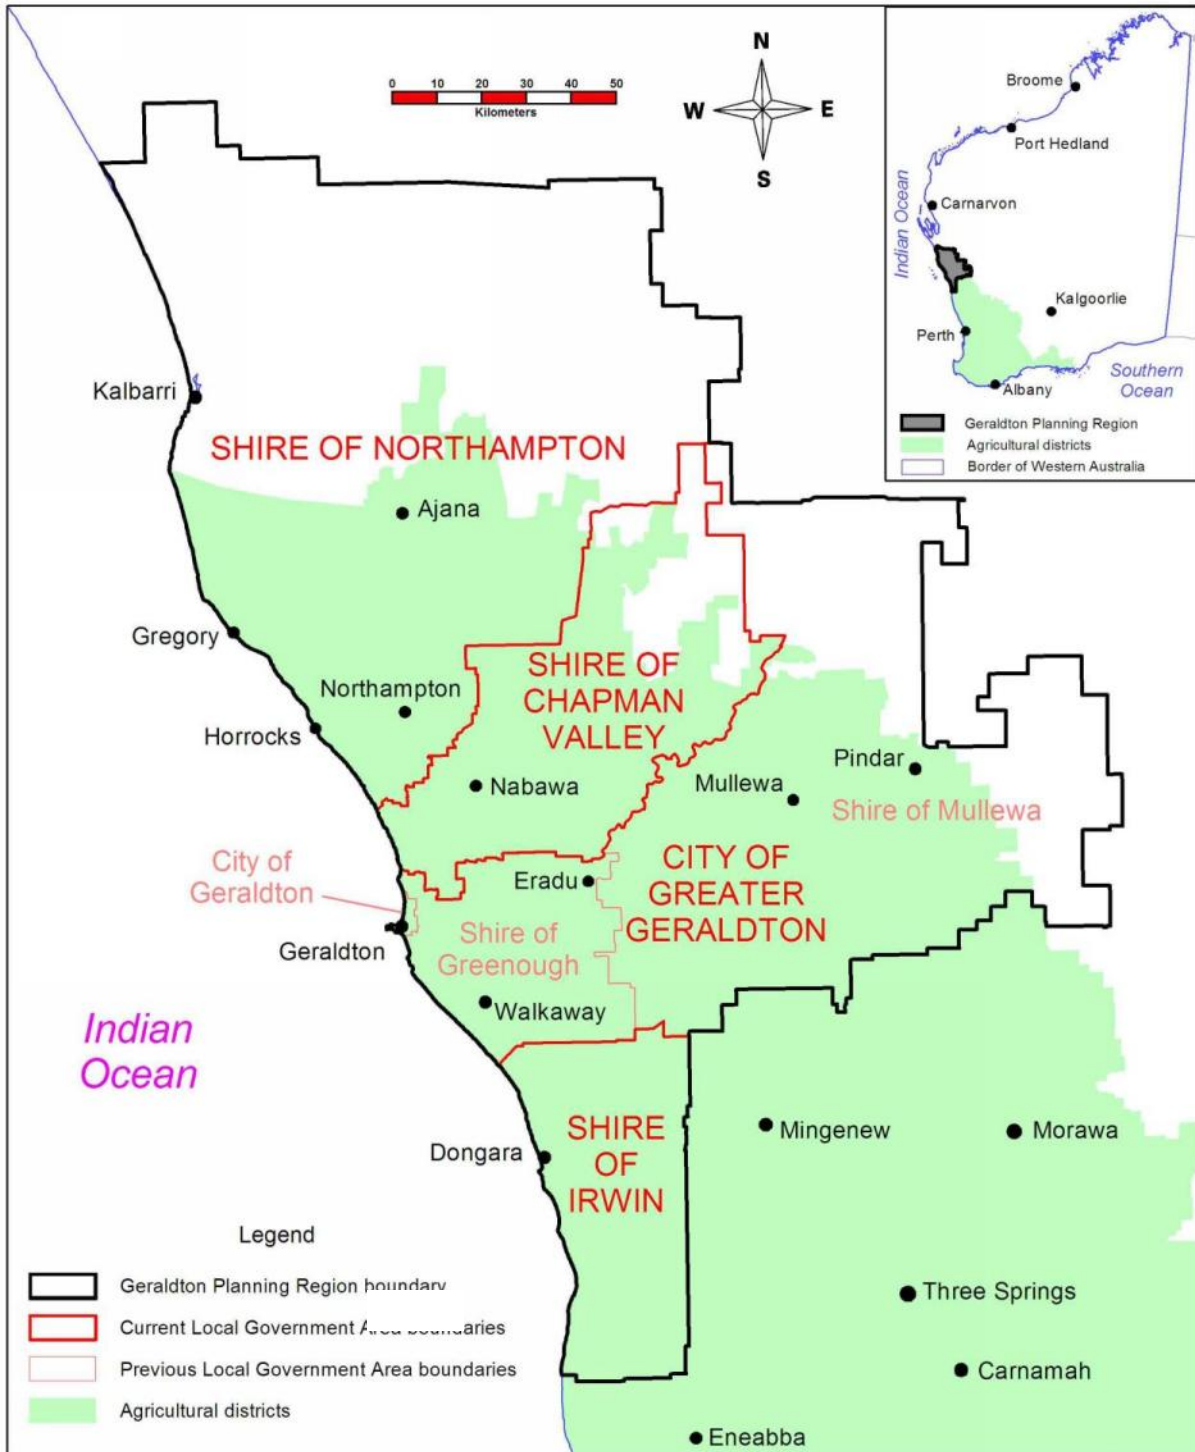 N
W
E
S
0 10 20 30 40 50
Kilometers
Broome
Port Hedland
Carnarvon
Indian Ocean
Kalgoorlie
Perth
Albany
Southern
Ocean
Geraldton Planning Region
Agricultural districts
Border of Western Australia
Kalbarri
SHIRE OF NORTHAMPTON
Ajana
Gregory
Northampton
Horrocks
SHIRE OF
CHAPMAN
VALLEY
Nabawa
Mullewa
Pindar
Shire of Mullewa
City of
Geraldton
Eradu
CITY OF
GREATER
GERALDTON
Geraldton
Shire of
Greenough
Walkaway
Indian
Ocean
Dongara
SHIRE
OF
IRWIN
Mingenew
Morawa
Three Springs
Carnamah
Eneabba
Legend
Geraldton Planning Region boundary
Current Local Government Area boundaries
Previous Local Government Area boundaries
Agricultural districts